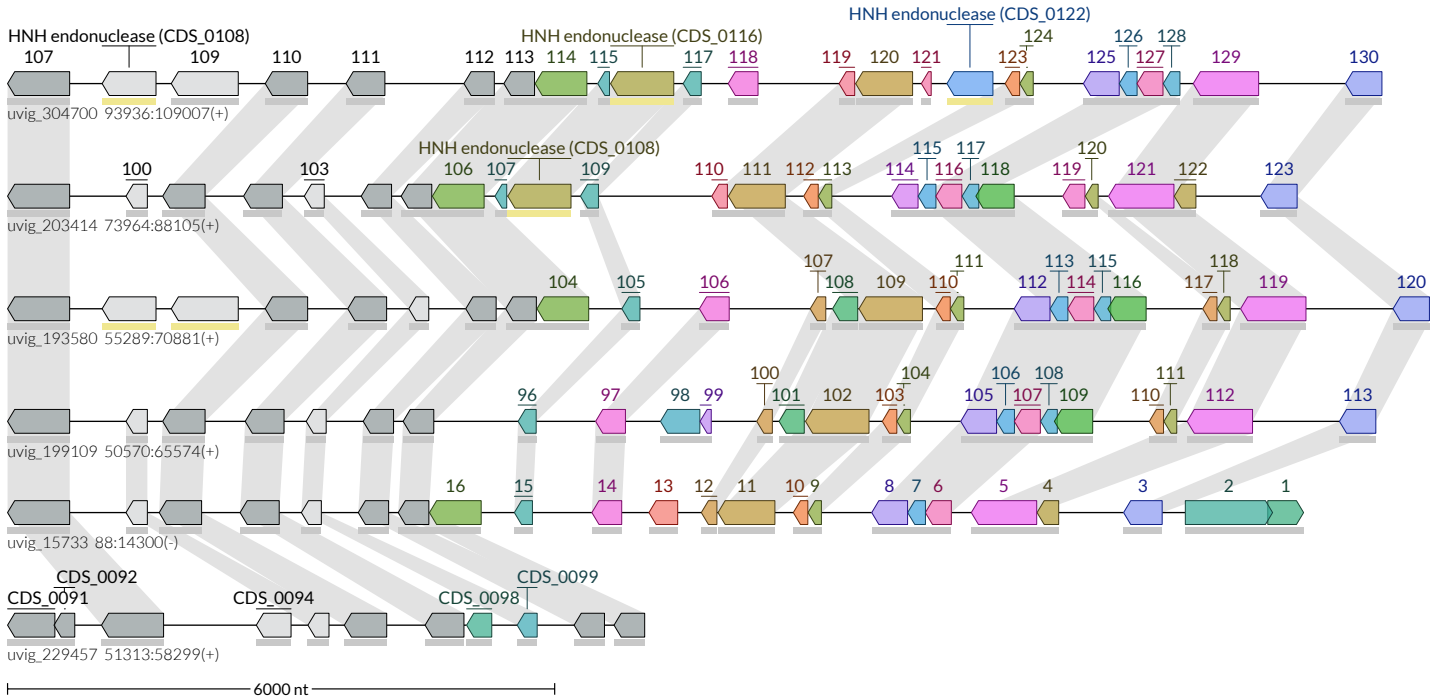 HNH endonuclease (CDS_0122)
HNH endonuclease (CDS_0108) HNH endonuclease (CDS_0116) 124
107 109 110 111 112 113 114 115 117 118 119 120 121 123 125 126 127 128 129 130
uvig_304700 93936:109007(+)
HNH endonuclease (CDS_0108) 115 117 120
100 103 106 107 109 110 111 112 113 114 116 118 119 121 122 123
uvig_203414 73964:88105(+)
107 111 113 115 118
104 105 106 108 109 110 112 114 116 117 119 120
uvig_193580 55289:70881(+)
100 104 106 108 111
96 97 98 99 101 102 103 105 107 109 110 112 113
uvig_199109 50570:65574(+)
16 15 14 13 12 11 10 9 8 7 6 5 4 3 2 1
uvig_15733 88:14300(-)
CDS_0092 CDS_0099
CDS_0091 CDS_0094 CDS_0098
uvig_229457 51313:58299(+)
6000 nt